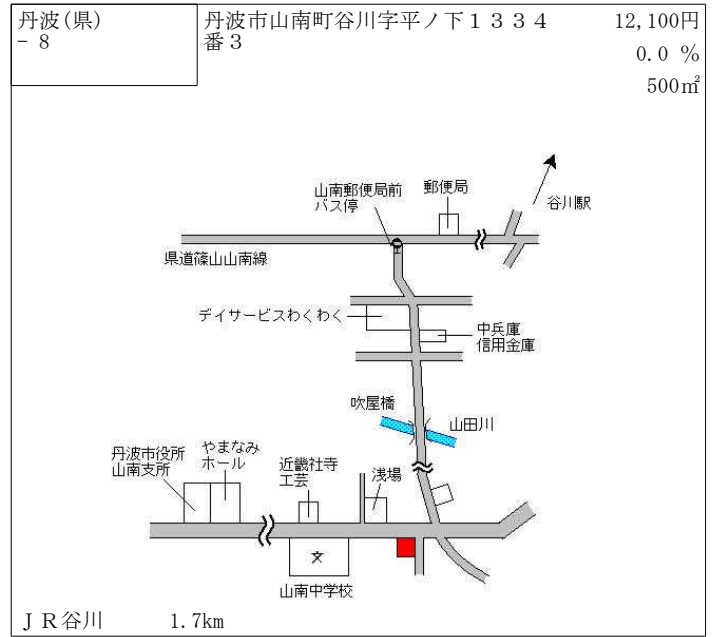 丹波(県)
- 8
丹波市山南町谷川字平ノ下１３３４
番３
12,100円
0.0 %
500㎡
山南郵便局前
バス停
郵便局
谷川駅
県道篠山山南線
デイサービスわくわく
中兵庫
信用金庫
吹屋橋
山田川
丹波市役所
山南支所
やまなみ
ホール
近畿社寺
工芸
浅場
文
山南中学校
ＪＲ谷川
1.7km